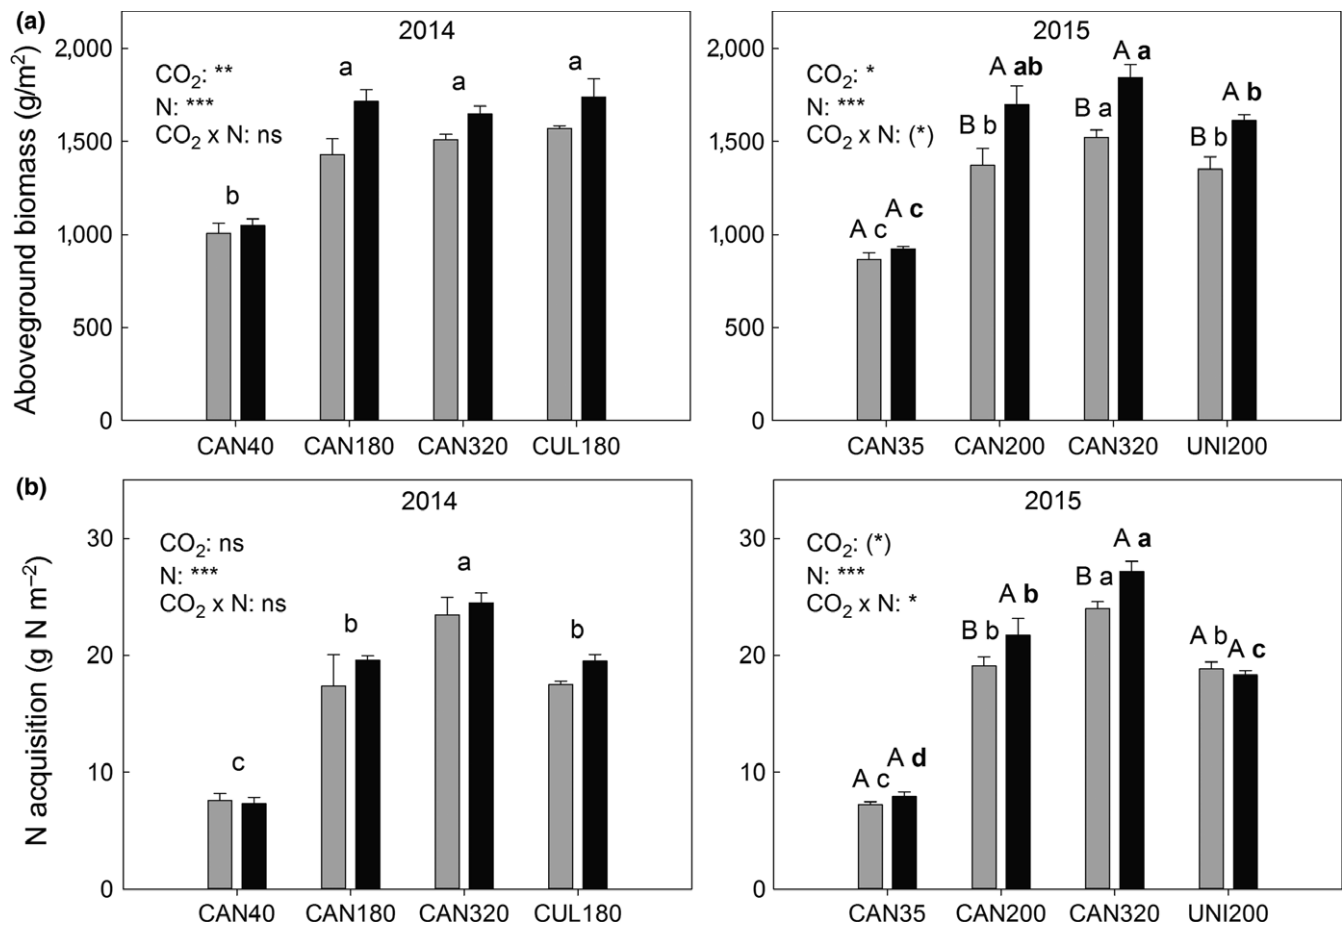 (a)
Aboveground biomass (g/m²)
2014
2,000
1,500
1,000
500
0
CO₂: **
N: ***
CO₂ x N: ns
b
a
a
a
CAN40 CAN180 CAN320 CUL180
2015
2,000
1,500
1,000
500
0
CO₂: *
N: ***
CO₂ x N: (*)
A c
A c
B b
A ab
B a
A a
B b
A b
CAN35 CAN200 CAN320 UNI200
(b)
N acquisition (g N m⁻²)
2014
30
20
10
0
CO₂: ns
N: ***
CO₂ x N: ns
c
b
a
b
CAN40 CAN180 CAN320 CUL180
2015
30
20
10
0
CO₂: (*)
N: ***
CO₂ x N: *
A c
A d
B b
A b
B a
A a
A b
A c
CAN35 CAN200 CAN320 UNI200